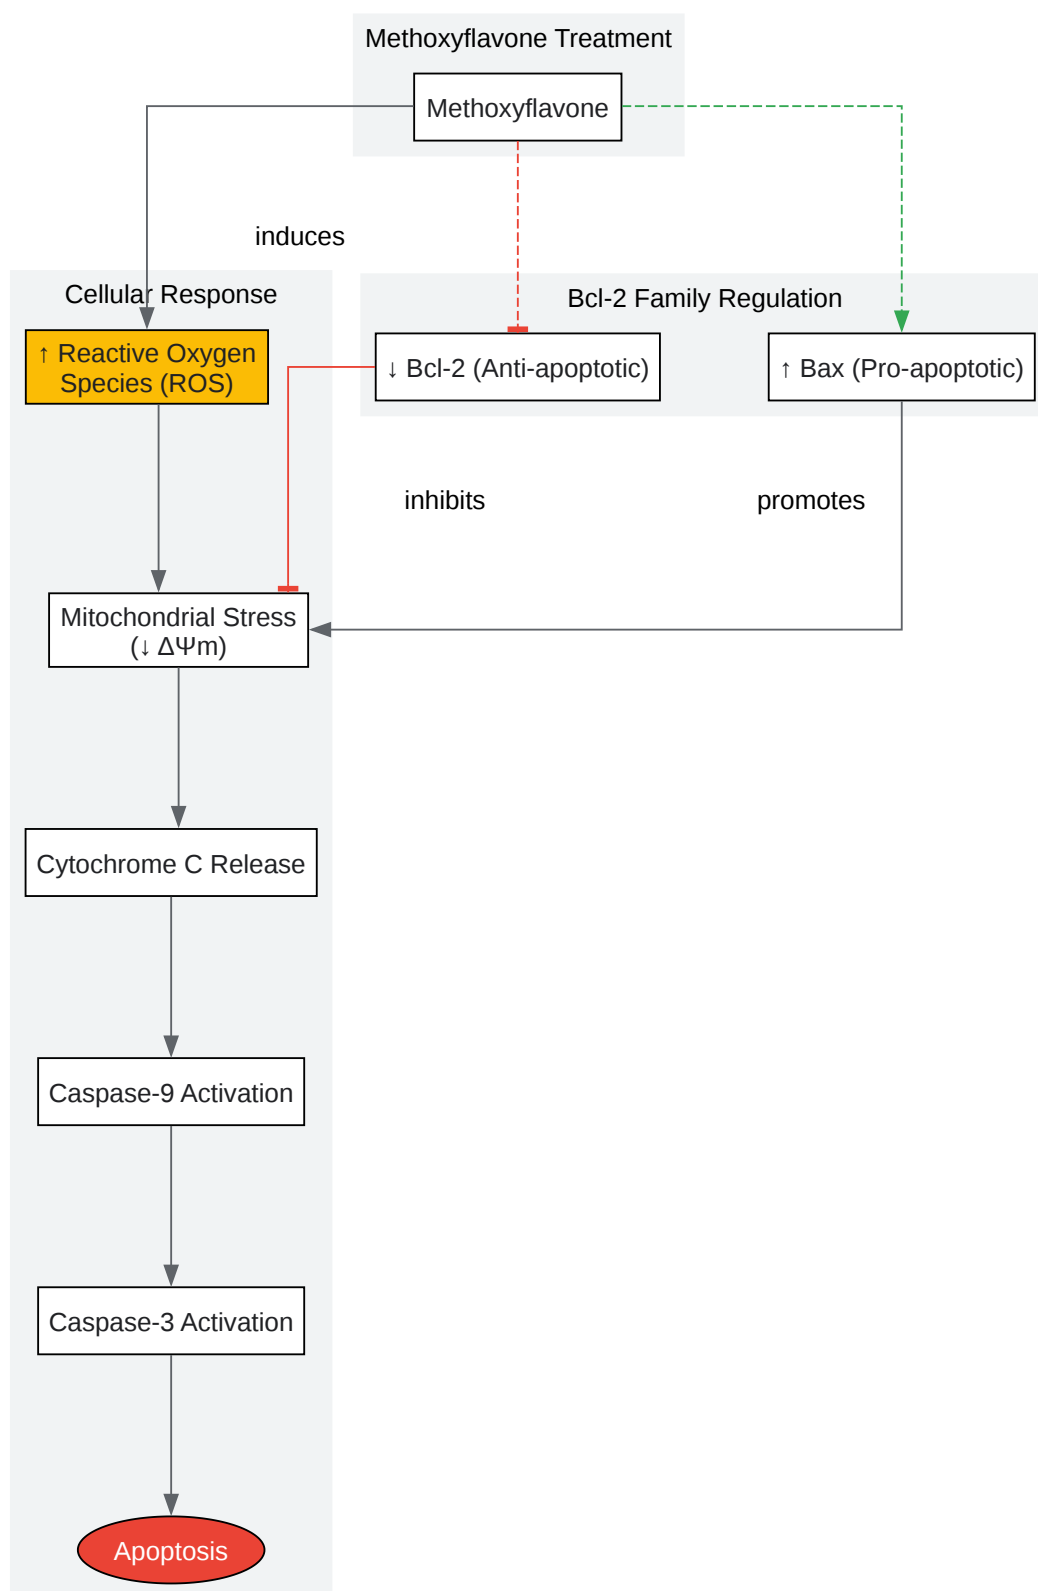 Methoxyflavone Treatment
Methoxyflavone
induces
Cellular Response
Bcl-2 Family Regulation
↑ Reactive Oxygen
Species (ROS)
↓ Bcl-2 (Anti-apoptotic)
↑ Bax (Pro-apoptotic)
inhibits
promotes
Mitochondrial Stress
(↓ ΔΨm)
Cytochrome C Release
Caspase-9 Activation
Caspase-3 Activation
Apoptosis